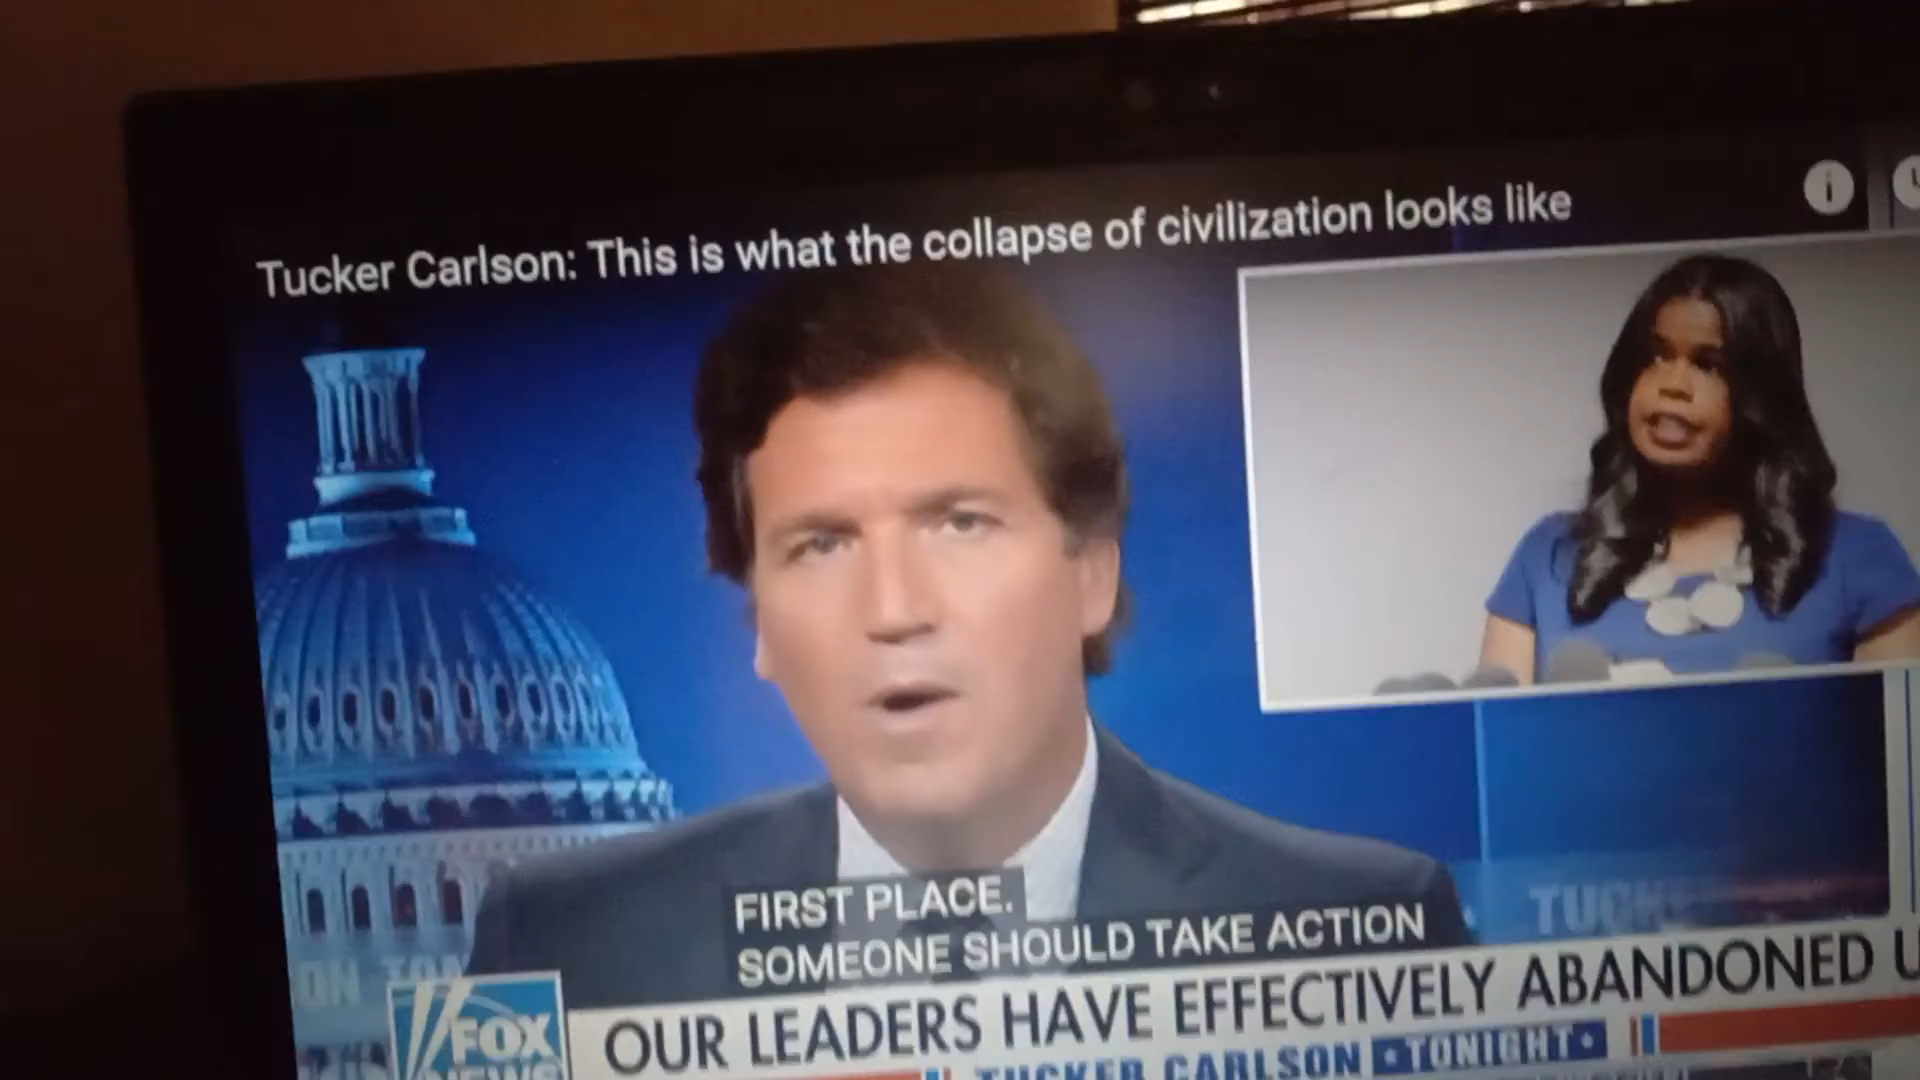 Tucker Carlson: This is what the collapse of civilization looks like
FIRST PLACE.
SOMEONE SHOULD TAKE ACTION
OUR LEADERS HAVE EFFECTIVELY ABANDONED U
FOX
NEWS
TUCKER CARLSON TONIGHT